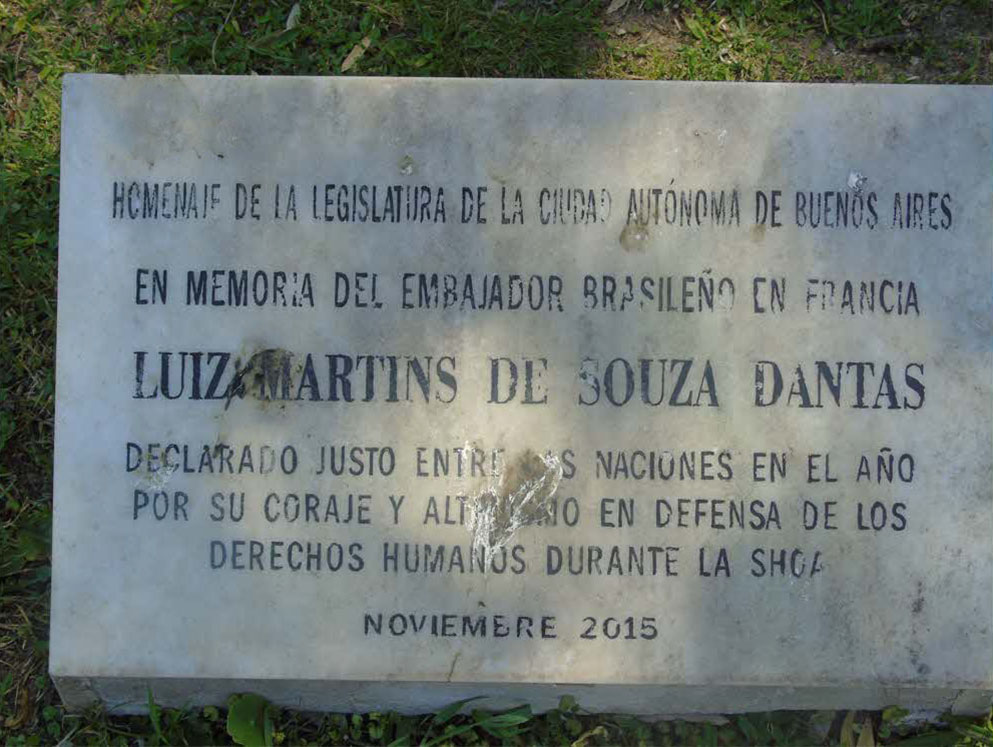 HOMENAJE DE LA LEGISLATURA DE LA CIUDAD AUTÓNOMA DE BUENOS AIRES
EN MEMORIA DEL EMBAJADOR BRASILEÑO EN FRANCIA
LUIZ MARTINS DE SOUZA DANTAS
DECLARADO JUSTO ENTRE LAS NACIONES EN EL AÑO
POR SU CORAJE Y ALTRUISMO EN DEFENSA DE LOS
DERECHOS HUMANOS DURANTE LA SHOA
NOVIEMBRE 2015